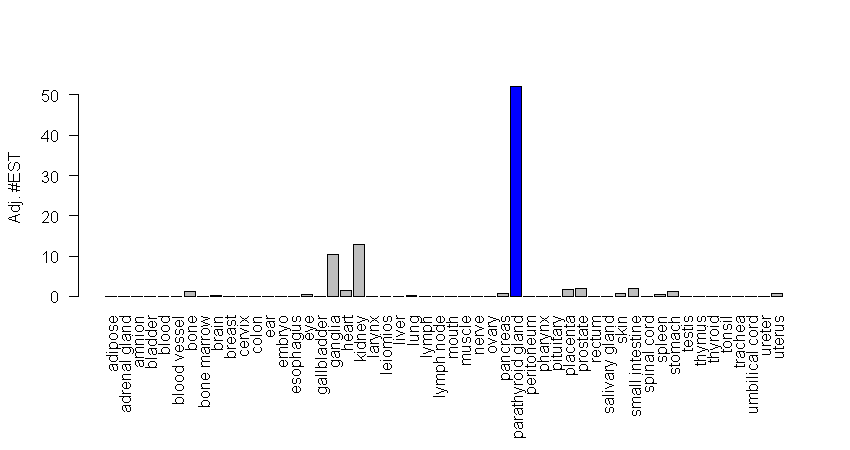 Adj. #EST
50
40
30
20
10
0
adipose
adrenal gland
amnion
bladder
blood
blood vessel
bone
bone marrow
brain
breast
cervix
colon
ear
embryo
esophagus
eye
gallbladder
ganglia
heart
kidney
larynx
leiomios
liver
lung
lymph
lymph node
mouth
muscle
nerve
ovary
pancreas
parathyroid gland
peritoneum
pharynx
pituitary
placenta
prostate
rectum
salivary gland
skin
small intestine
spinal cord
spleen
stomach
testis
thymus
thyroid
tonsil
trachea
umbilical cord
ureter
uterus